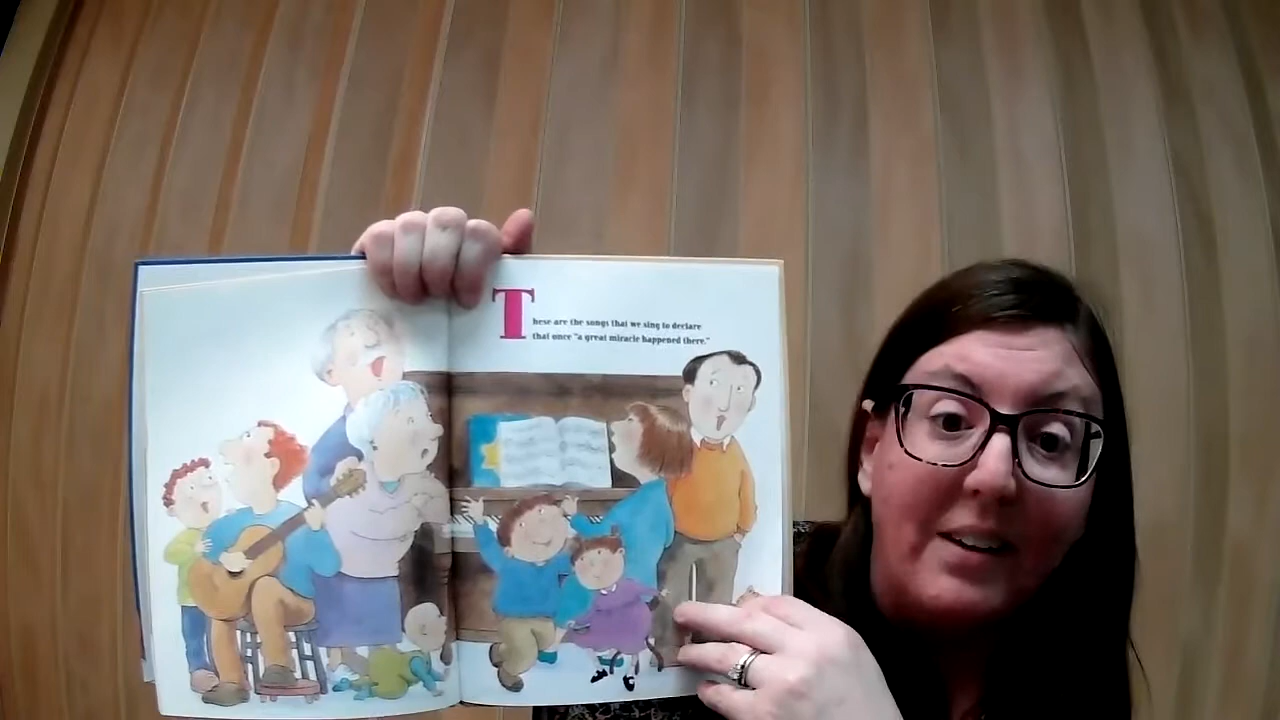 These are the songs that we sing to declare
that once "a great miracle happened there."